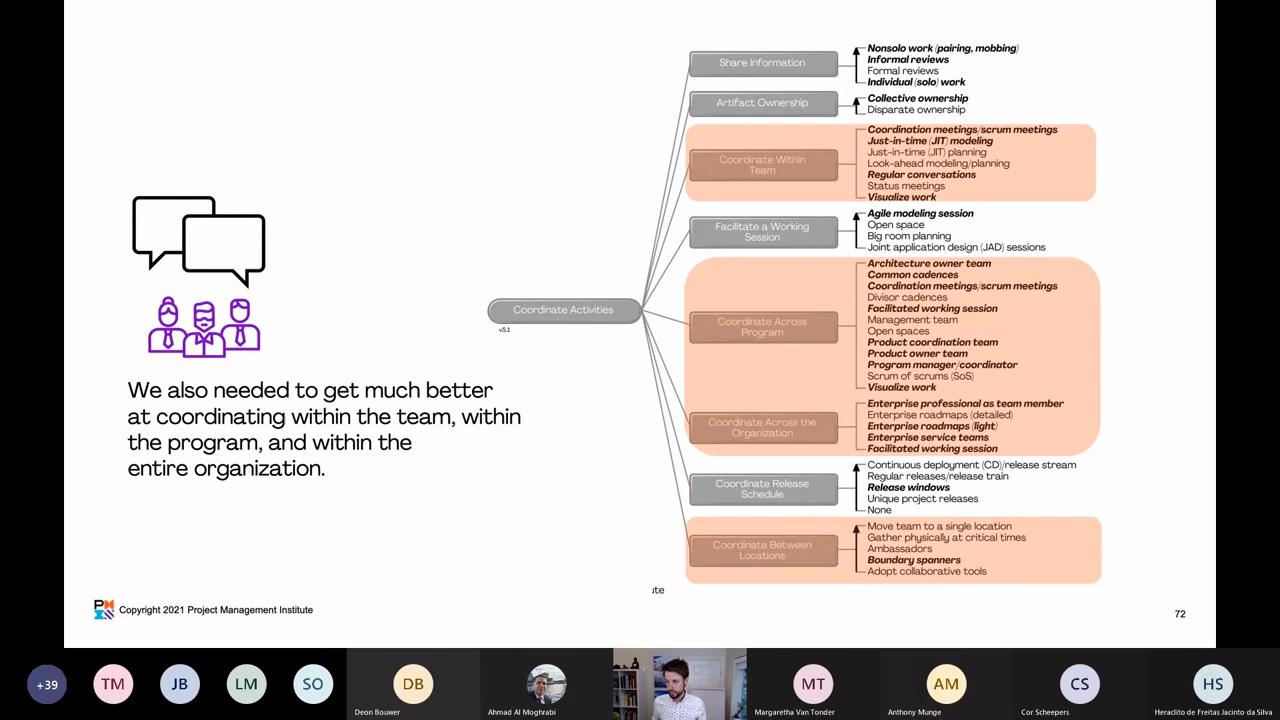 Share Information
Nonsolo work (pairing, mobbing)
Informal reviews
Formal reviews
Individual (solo) work
Artifact Ownership
Collective ownership
Disparate ownership
Coordinate Within
Team
Coordination meetings/scrum meetings
Just-in-time (JIT) modeling
Just-in-time (JIT) planning
Look-ahead modeling/planning
Regular conversations
Status meetings
Visualize work
Facilitate a Working
Session
Agile modeling session
Open space
Big room planning
Joint application design (JAD) sessions
Coordinate Activities
v5.1
Coordinate Across
Program
Architecture owner team
Common cadences
Coordination meetings/scrum meetings
Divisor cadences
Facilitated working session
Management team
Open spaces
Product coordination team
Product owner team
Program manager/coordinator
Scrum of scrums (SoS)
Visualize work
Coordinate Across the
Organization
Enterprise professional as team member
Enterprise roadmaps (detailed)
Enterprise roadmaps (light)
Enterprise service teams
Facilitated working session
Coordinate Release
Schedule
Continuous deployment (CD)/release stream
Regular releases/release train
Release windows
Unique project releases
None
Coordinate Between
Locations
Move team to a single location
Gather physically at critical times
Ambassadors
Boundary spanners
Adopt collaborative tools
We also needed to get much better
at coordinating within the team, within
the program, and within the
entire organization.
ute
Copyright 2021 Project Management Institute
72
+39
TM
JB
LM
SO
DB
Deon Bouwer
Ahmad Al Moghrabi
MT
Margaretha Van Tonder
AM
Anthony Munge
CS
Cor Scheepers
HS
Heraclito de Freitas Jacinto da Silva